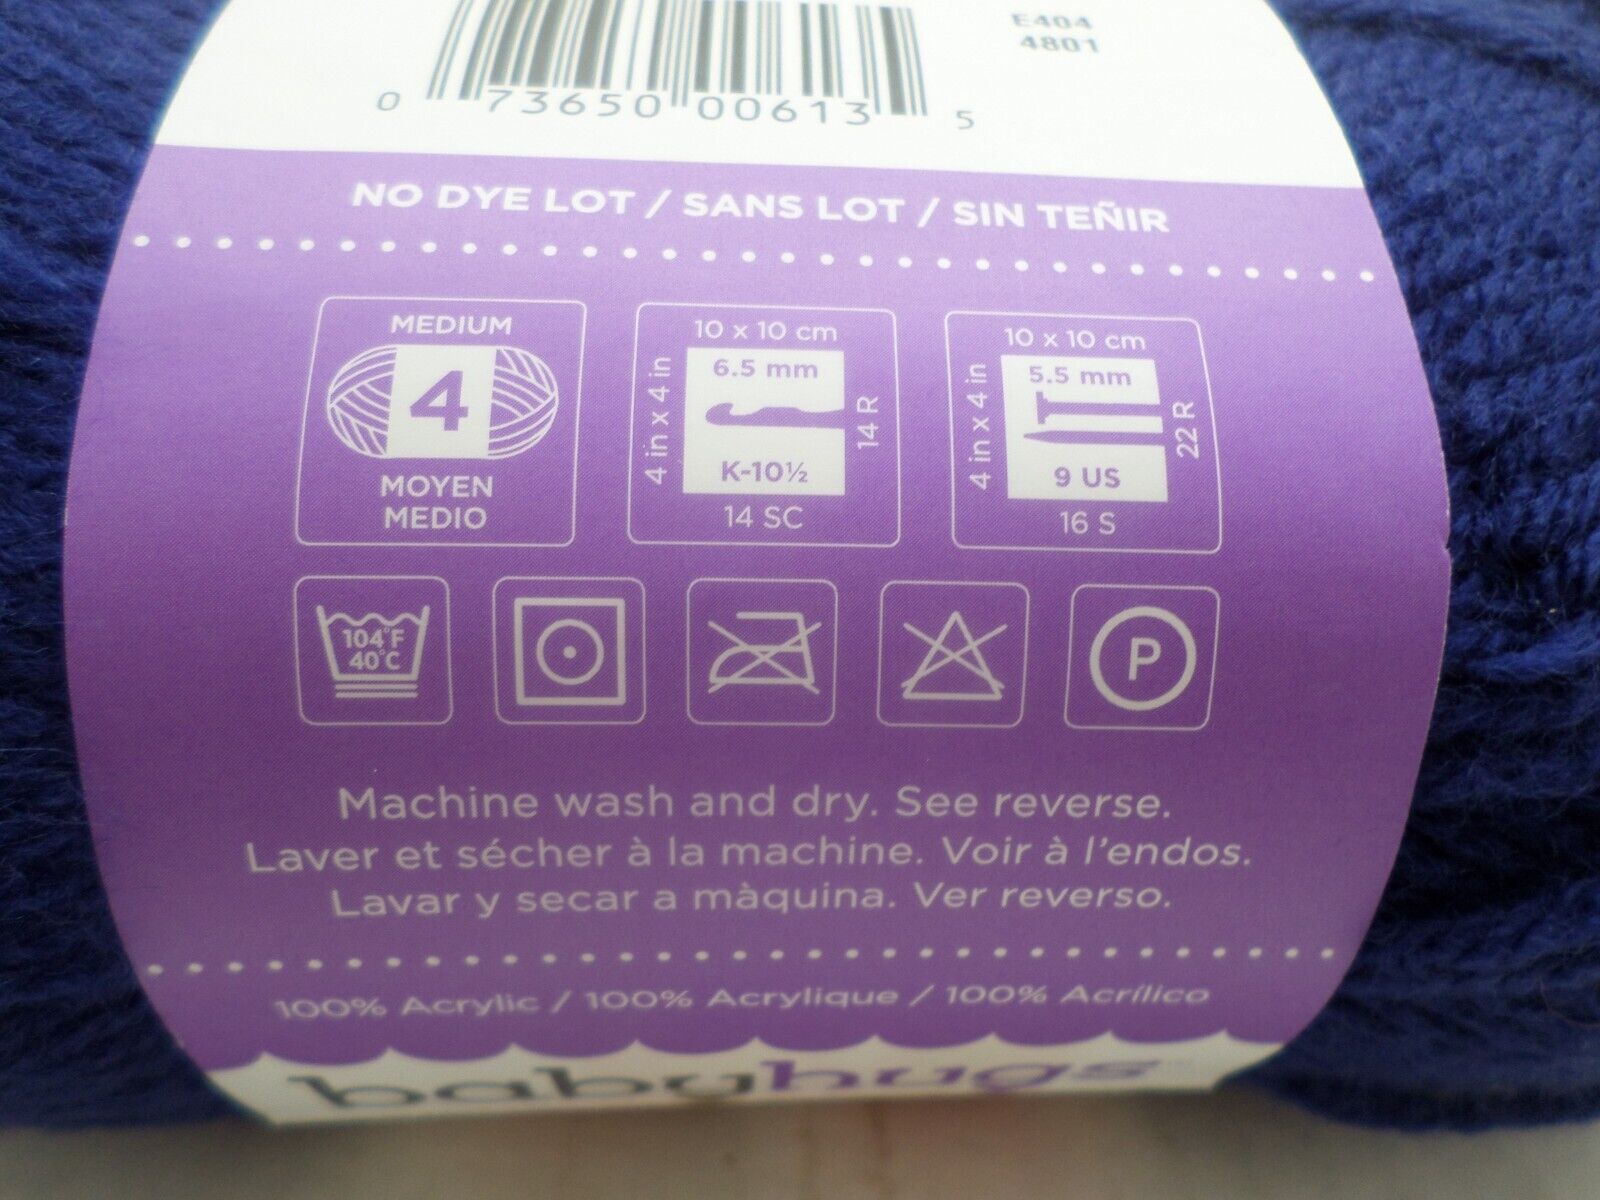 E404
4801
0 73650 00613 5
NO DYE LOT / SANS LOT / SIN TEÑIR
MEDIUM
4
MOYEN
MEDIO
10 x 10 cm
4 in x 4 in
6.5 mm
K-10½
14 R
14 SC
10 x 10 cm
4 in x 4 in
5.5 mm
9 US
22 R
16 S
104°F
40°C
P
Machine wash and dry. See reverse.
Laver et sécher à la machine. Voir à l'endos.
Lavar y secar a màquina. Ver reverso.
100% Acrylic / 100% Acrylique / 100% Acrílico
babyhugs